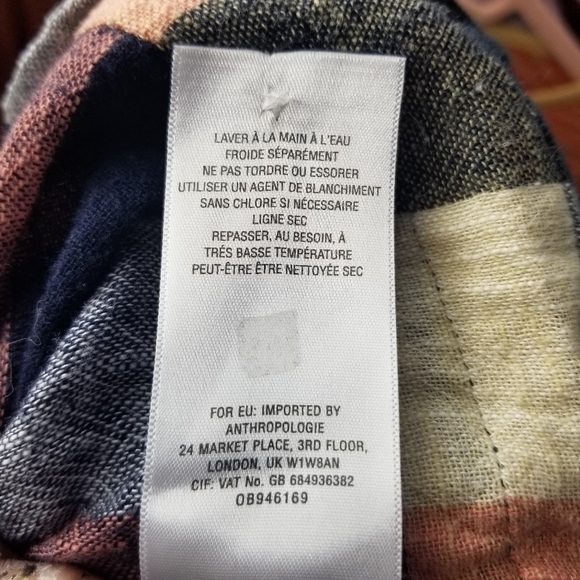 LAVER À LA MAIN À L'EAU
FROIDE SÉPARÉMENT
NE PAS TORDRE OU ESSORER
UTILISER UN AGENT DE BLANCHIMENT
SANS CHLORE SI NÉCESSAIRE
LIGNE SEC
REPASSER, AU BESOIN, À
TRÉS BASSE TEMPÉRATURE
PEUT-ÊTRE ÊTRE NETTOYÉE SEC
FOR EU: IMPORTED BY
ANTHROPOLOGIE
24 MARKET PLACE, 3RD FLOOR,
LONDON, UK W1W8AN
CIF: VAT No. GB 684936382
OB946169